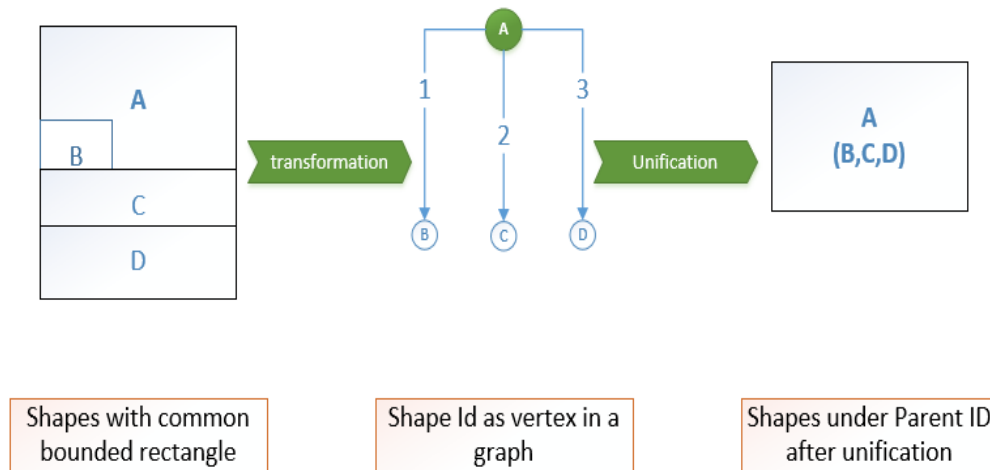 A
B
C
D
transformation
A
1
2
3
B
C
D
Unification
A
(B,C,D)
Shapes with common
bounded rectangle
Shape Id as vertex in a
graph
Shapes under Parent ID
after unification